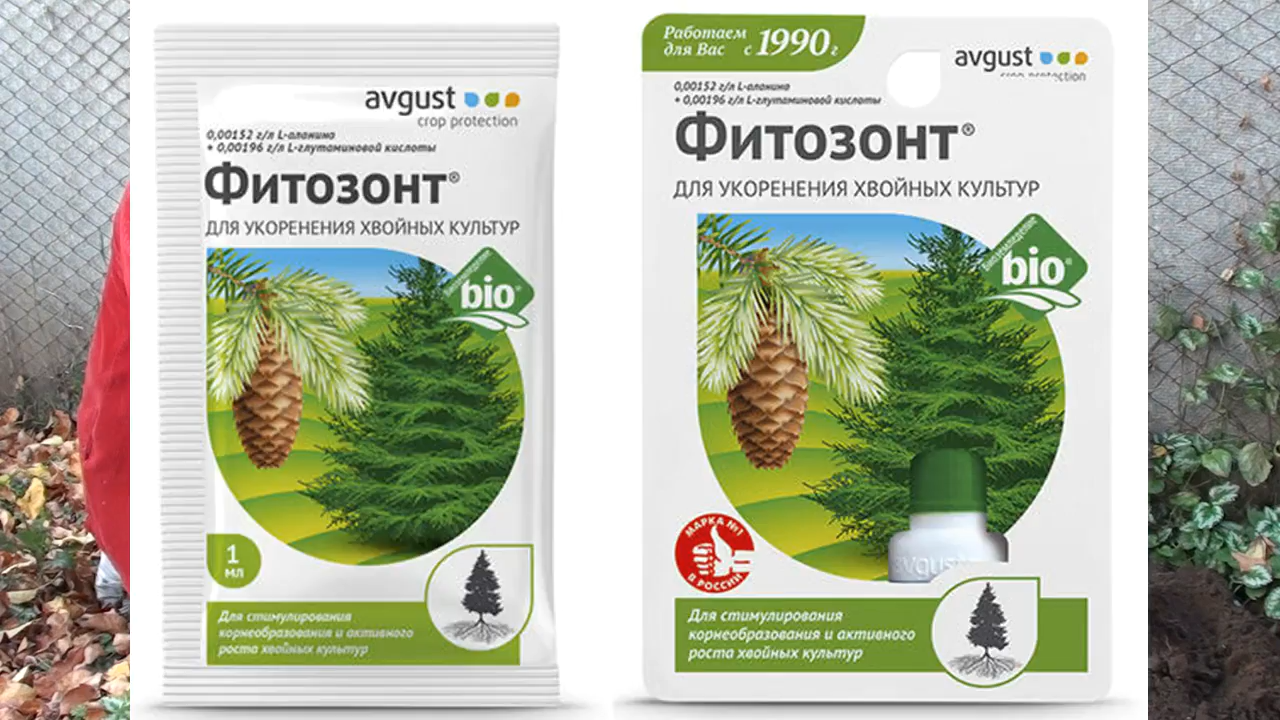 avgust
crop protection
0,00152 г/л L-аланина
+ 0,00196 г/л L-глутаминовой кислоты
Фитозонт®
ДЛЯ УКОРЕНЕНИЯ ХВОЙНЫХ КУЛЬТУР
bio®
1
мл
Для стимулирования
корнеобразования и активного
роста хвойных культур
Работаем
для Вас с 1990г
avgust
crop protection
0,00152 г/л L-аланина
+ 0,00196 г/л L-глутаминовой кислоты
Фитозонт®
ДЛЯ УКОРЕНЕНИЯ ХВОЙНЫХ КУЛЬТУР
bio®
avgust
МАРКА №1
В РОССИИ
Для стимулирования
корнеобразования и активного
роста хвойных культур